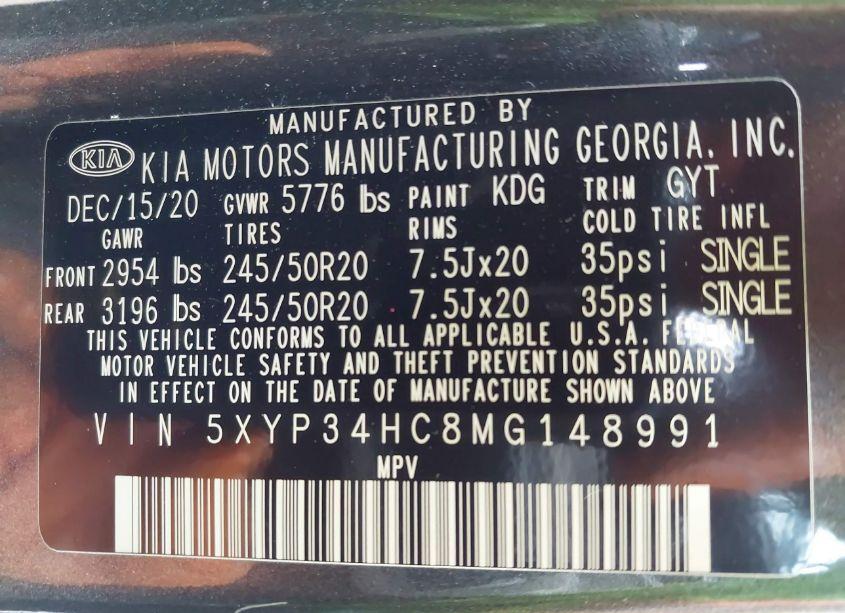 MANUFACTURED BY
KIA KIA MOTORS MANUFACTURING GEORGIA, INC.
DEC/15/20 GVWR 5776 lbs PAINT KDG TRIM GYT
GAWR TIRES RIMS COLD TIRE INFL
FRONT 2954 lbs 245/50R20 7.5Jx20 35psi SINGLE
REAR 3196 lbs 245/50R20 7.5Jx20 35psi SINGLE
THIS VEHICLE CONFORMS TO ALL APPLICABLE U.S.A. FEDERAL
MOTOR VEHICLE SAFETY AND THEFT PREVENTION STANDARDS
IN EFFECT ON THE DATE OF MANUFACTURE SHOWN ABOVE
VIN 5XYP34HC8MG148991
MPV